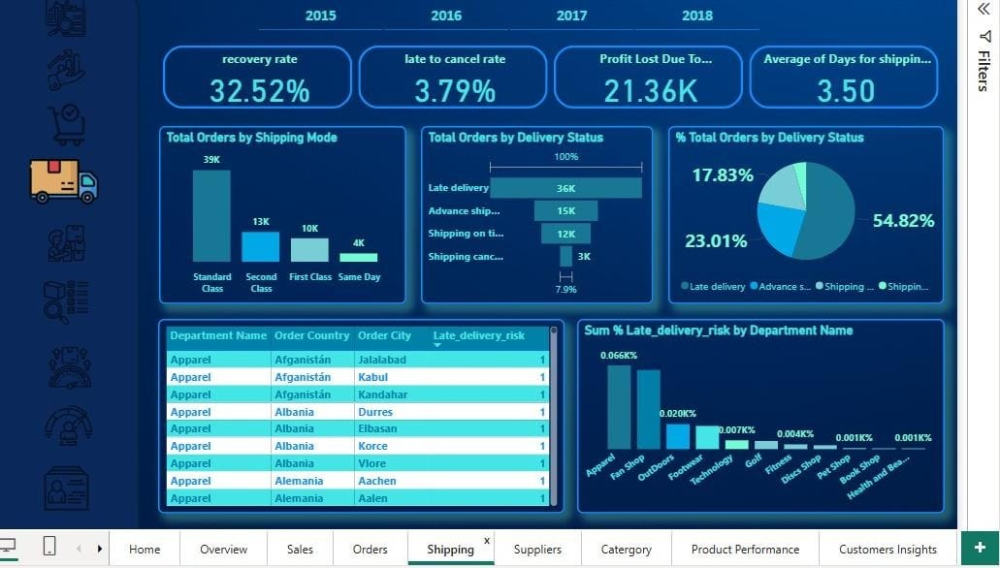 2015 2016 2017 2018
Filters
recovery rate
32.52%
late to cancel rate
3.79%
Profit Lost Due To...
21.36K
Average of Days for shippin...
3.50
Total Orders by Shipping Mode
39K
13K
10K
4K
Standard Class
Second Class
First Class
Same Day
Total Orders by Delivery Status
100%
Late delivery 36K
Advance ship... 15K
Shipping on ti... 12K
Shipping canc... 3K
7.9%
% Total Orders by Delivery Status
17.83%
54.82%
23.01%
Late delivery Advance s... Shipping ... Shippin...
Department Name Order Country Order City Late_delivery_risk
Apparel Afganistán Jalalabad 1
Apparel Afganistán Kabul 1
Apparel Afganistán Kandahar 1
Apparel Albania Durres 1
Apparel Albania Elbasan 1
Apparel Albania Korce 1
Apparel Albania Vlore 1
Apparel Alemania Aachen 1
Apparel Alemania Aalen 1
Sum % Late_delivery_risk by Department Name
0.066K%
0.020K%
0.007K%
0.004K%
0.001K%
0.001K%
Apparel
Fan Shop
OutDoors
Footwear
Technology
Golf
Fitness
Discs Shop
Pet Shop
Book Shop
Health and Bea...
Home Overview Sales Orders Shipping x Suppliers Catergory Product Performance Customers Insights +